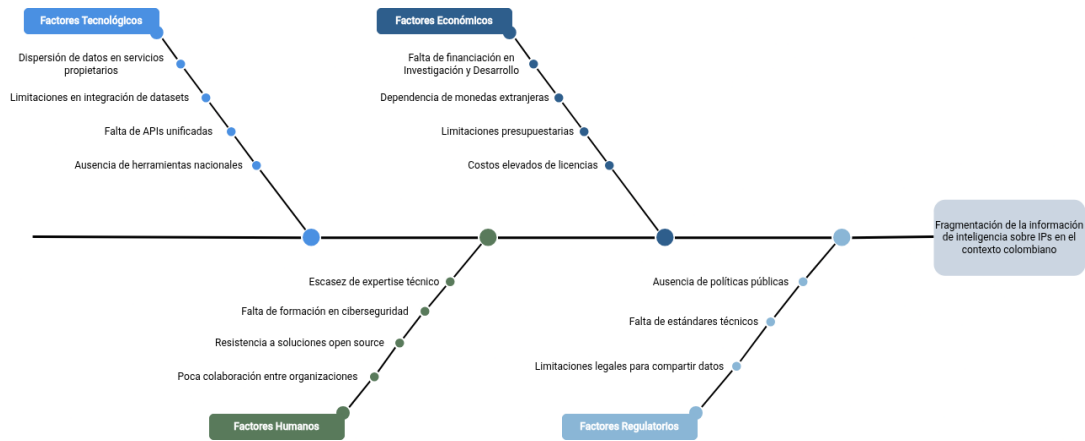 Factores Tecnológicos
Dispersión de datos en servicios
propietarios
Limitaciones en integración de datasets
Falta de APIs unificadas
Ausencia de herramientas nacionales
Factores Económicos
Falta de financiación en
Investigación y Desarrollo
Dependencia de monedas extranjeras
Limitaciones presupuestarias
Costos elevados de licencias
Fragmentación de la información
de inteligencia sobre IPs en el
contexto colombiano
Escasez de expertise técnico
Falta de formación en ciberseguridad
Resistencia a soluciones open source
Poca colaboración entre organizaciones
Factores Humanos
Ausencia de políticas públicas
Falta de estándares técnicos
Limitaciones legales para compartir datos
Factores Regulatorios